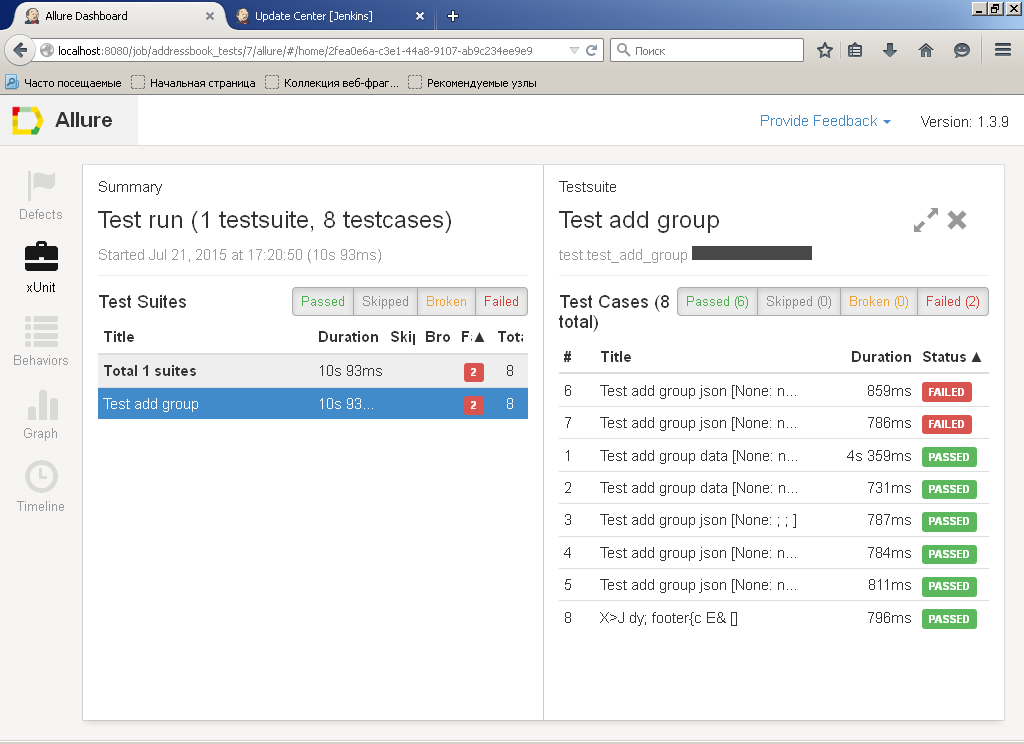 Allure Dashboard
Update Center [Jenkins]
localhost:8080/job/addressbook_tests/7/allure/#/home/2fea0e6a-c3e1-44a8-9107-ab9c234ee9e9
Поиск
Часто посещаемые
Начальная страница
Коллекция веб-фраг...
Рекомендуемые узлы
Allure
Provide Feedback
Version: 1.3.9
Defects
xUnit
Behaviors
Graph
Timeline
Summary
Test run (1 testsuite, 8 testcases)
Started Jul 21, 2015 at 17:20:50 (10s 93ms)
Test Suites
Passed Skipped Broken Failed
Title Duration Skip Bro F Tota
Total 1 suites 10s 93ms 2 8
Test add group 10s 93... 2 8
Testsuite
Test add group
test.test_add_group
Test Cases (8
total)
Passed (6) Skipped (0) Broken (0) Failed (2)
# Title Duration Status ▲
6 Test add group json [None: n... 859ms FAILED
7 Test add group json [None: n... 786ms FAILED
1 Test add group data [None: n... 4s 359ms PASSED
2 Test add group data [None: n... 731ms PASSED
3 Test add group json [None: ; ; ] 787ms PASSED
4 Test add group json [None: n... 784ms PASSED
5 Test add group json [None: n... 811ms PASSED
8 X>J dy; footer{c E& [] 796ms PASSED